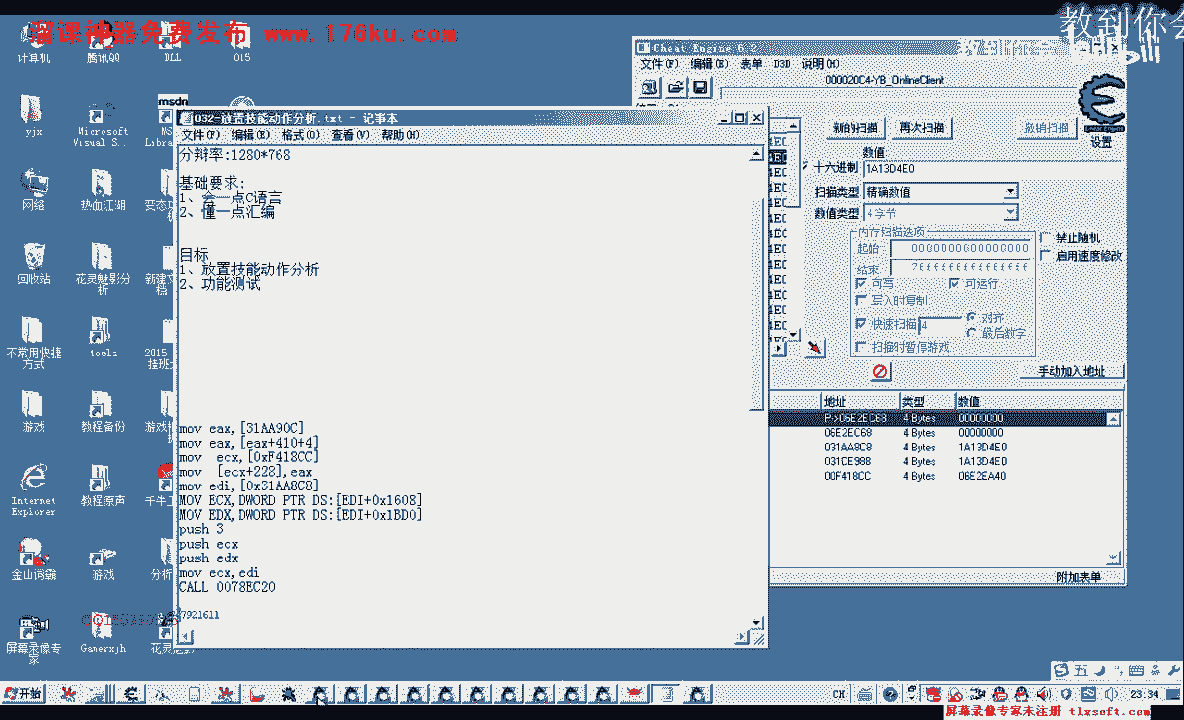 溜课神器免费发布 www.176ku.com
教到你会
计算机
腾讯QQ
DLL
015
yjx
Microsoft
Visual S..
msdn
MS
Libra
网络
热血江湖
回收站
花灵魅影分
析
新建文
档
不常用快捷
方式
tools
2015
挂班
游戏
教程备份
游戏
Internet
Explorer
教程原声
千牛工
金山词霸
游戏
分析
屏幕录像专
家
Gamerxjh
032-放置技能动作分析.txt - 记事本
文件(F) 编辑(E) 格式(O) 查看(V) 帮助(H)
分辩率:1280*768
基础要求:
1、会一点C语言
2、懂一点汇编
目标
1、放置技能动作分析
2、功能测试
mov eax,[31AA90C]
mov eax,[eax+410+4]
mov  ecx,[0xF418CC]
mov  [ecx+228],eax
mov edi,[0x31AA8C8]
MOV ECX,DWORD PTR DS:[EDI+0x1608]
MOV EDX,DWORD PTR DS:[EDI+0x1BD0]
push 3
push ecx
push edx
mov ecx,edi
CALL 0078EC20
7921611
Cheat Engine 6.2
文件(F) 编辑(E) 表单 D3D 说明(H)
000020C4-YB_OnlineClient
新的扫描 再次扫描 撤销扫描
设置
数值
十六进制 1A13D4E0
扫描类型 精确数值
数值类型 4字节
内存扫描选项
起始 0000000000000000
结束 7fffffffffffffff
可写 可运行
写入时复制
快速扫描 4 对齐
最后数字
扫描时暂停游戏
禁止随机
启用速度修改
手动加入地址
地址 类型 数值
P->06E2EC68 4 Bytes 00000000
06E2EC68 4 Bytes 00000000
031AA8C8 4 Bytes 1A13D4E0
031CE988 4 Bytes 1A13D4E0
00F418CC 4 Bytes 06E2EA40
附加表单
开始
五
CH
23:34
屏幕录像专家未注册 tlxsoft.com